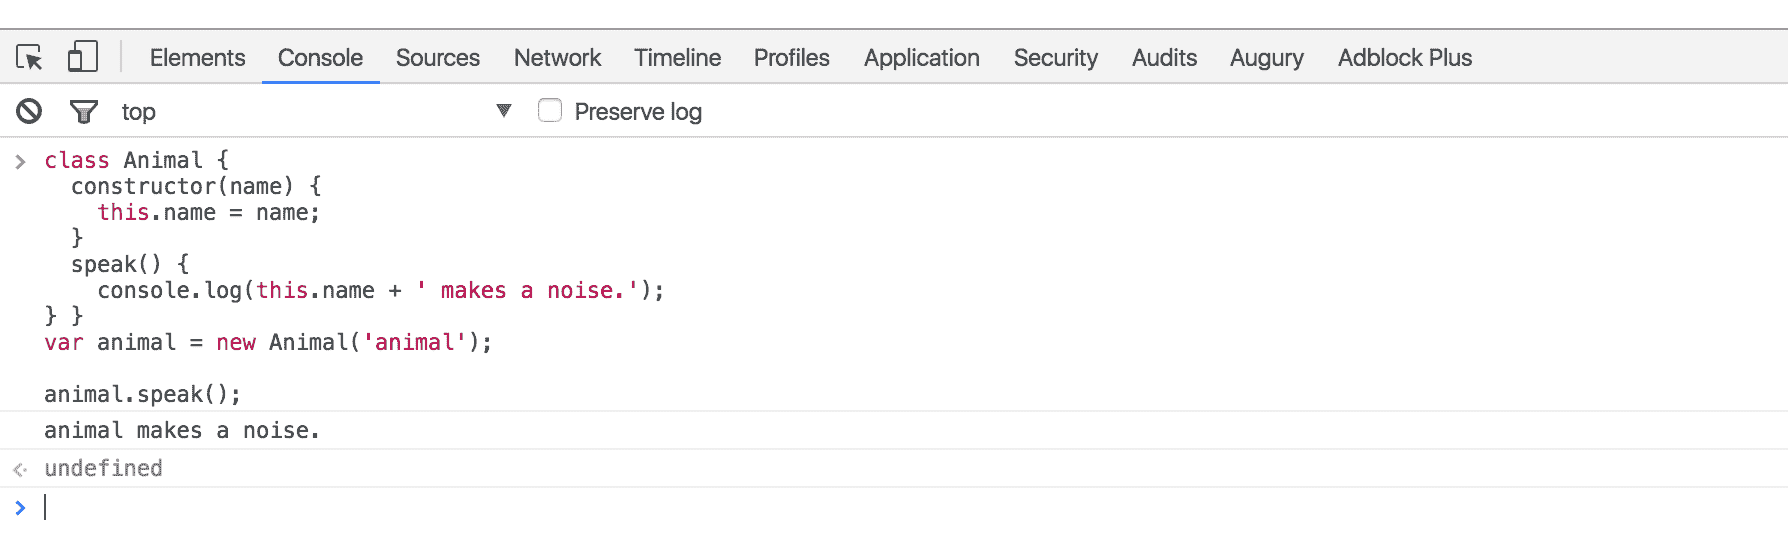 Elements Console Sources Network Timeline Profiles Application Security Audits Augury Adblock Plus
top Preserve log
class Animal {
  constructor(name) {
    this.name = name;
  }
  speak() {
    console.log(this.name + ' makes a noise.');
} }
var animal = new Animal('animal');
animal.speak();
animal makes a noise.
undefined